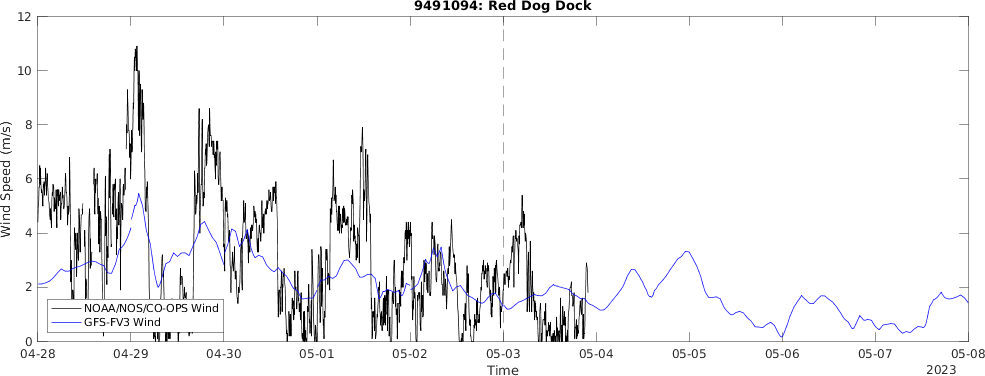 9491094: Red Dog Dock
12
10
8
6
4
2
0
Wind Speed (m/s)
NOAA/NOS/CO-OPS Wind
GFS-FV3 Wind
04-28 04-29 04-30 05-01 05-02 05-03 05-04 05-05 05-06 05-07 05-08
Time
2023